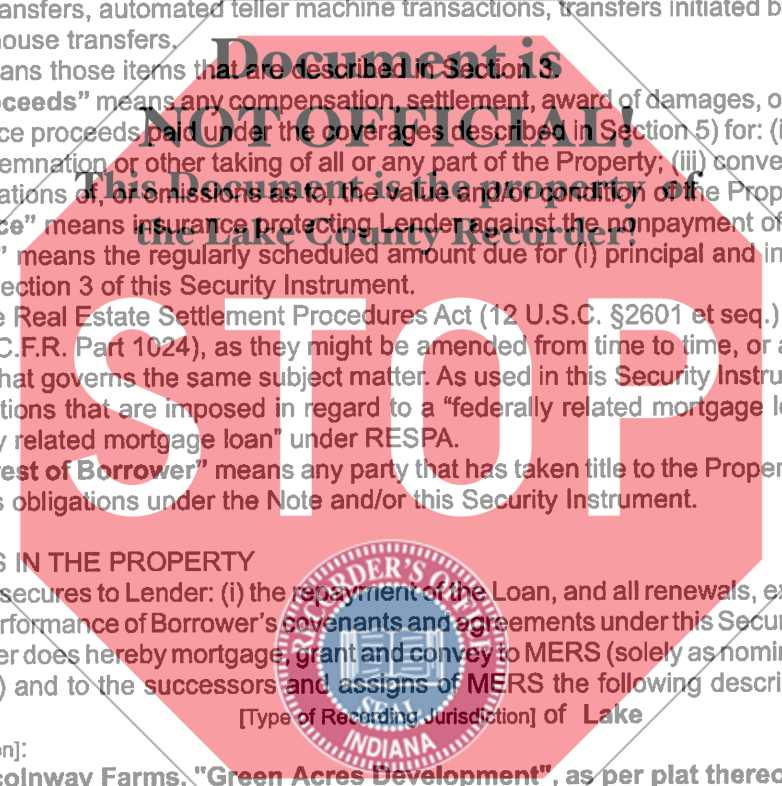 ansfers, automated teller machine transactions, transfers initiated b
ouse transfers.
Document is
ans those items that are described in Section 3.
ceeds" means any compensation, settlement, award of damages, o
NOT OFFICIAL!
ce proceeds paid under the coverages described in Section 5) for: (i
emnation or other taking of all or any part of the Property; (iii) conve
This Document is the property of
ations of, or omissions as to, the value and/or condition of the Prop
ce" means insurance protecting Lender against the nonpayment of
the Lake County Recorder!
" means the regularly scheduled amount due for (i) principal and in
ection 3 of this Security Instrument.
e Real Estate Settlement Procedures Act (12 U.S.C. §2601 et seq.)
C.F.R. Part 1024), as they might be amended from time to time, or a
hat governs the same subject matter. As used in this Security Instru
STOP
tions that are imposed in regard to a "federally related mortgage l
y related mortgage loan" under RESPA.
est of Borrower" means any party that has taken title to the Proper
s obligations under the Note and/or this Security Instrument.
S IN THE PROPERTY
secures to Lender: (i) the repayment of the Loan, and all renewals, e
rformance of Borrower's covenants and agreements under this Secu
er does hereby mortgage, grant and convey to MERS (solely as nomi
) and to the successors and assigns of MERS the following descri
RECORDER'S OFFI
SEAL
INDIANA
[Type of Recording Jurisdiction] of Lake
on]:
colnway Farms, "Green Acres Development", as per plat thereo